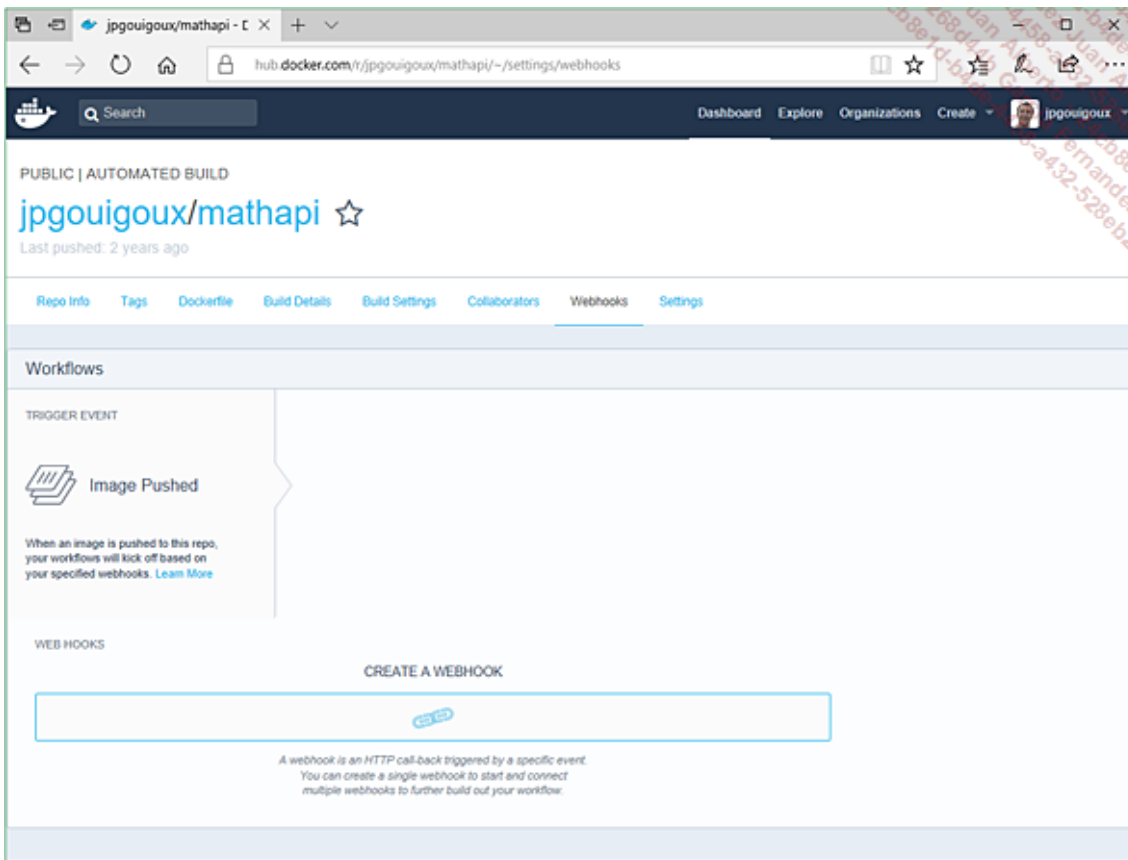 jpgouigoux/mathapi - D
hub.docker.com/r/jpgouigoux/mathapi/~/settings/webhooks
Search
Dashboard Explore Organizations Create jpgouigoux
PUBLIC | AUTOMATED BUILD
jpgouigoux/mathapi
Last pushed: 2 years ago
Repo Info Tags Dockerfile Build Details Build Settings Collaborators Webhooks Settings
Workflows
TRIGGER EVENT
Image Pushed
When an image is pushed to this repo,
your workflows will kick off based on
your specified webhooks. Learn More
WEB HOOKS
CREATE A WEBHOOK
A webhook is an HTTP call-back triggered by a specific event.
You can create a single webhook to start and connect
multiple webhooks to further build out your workflow.